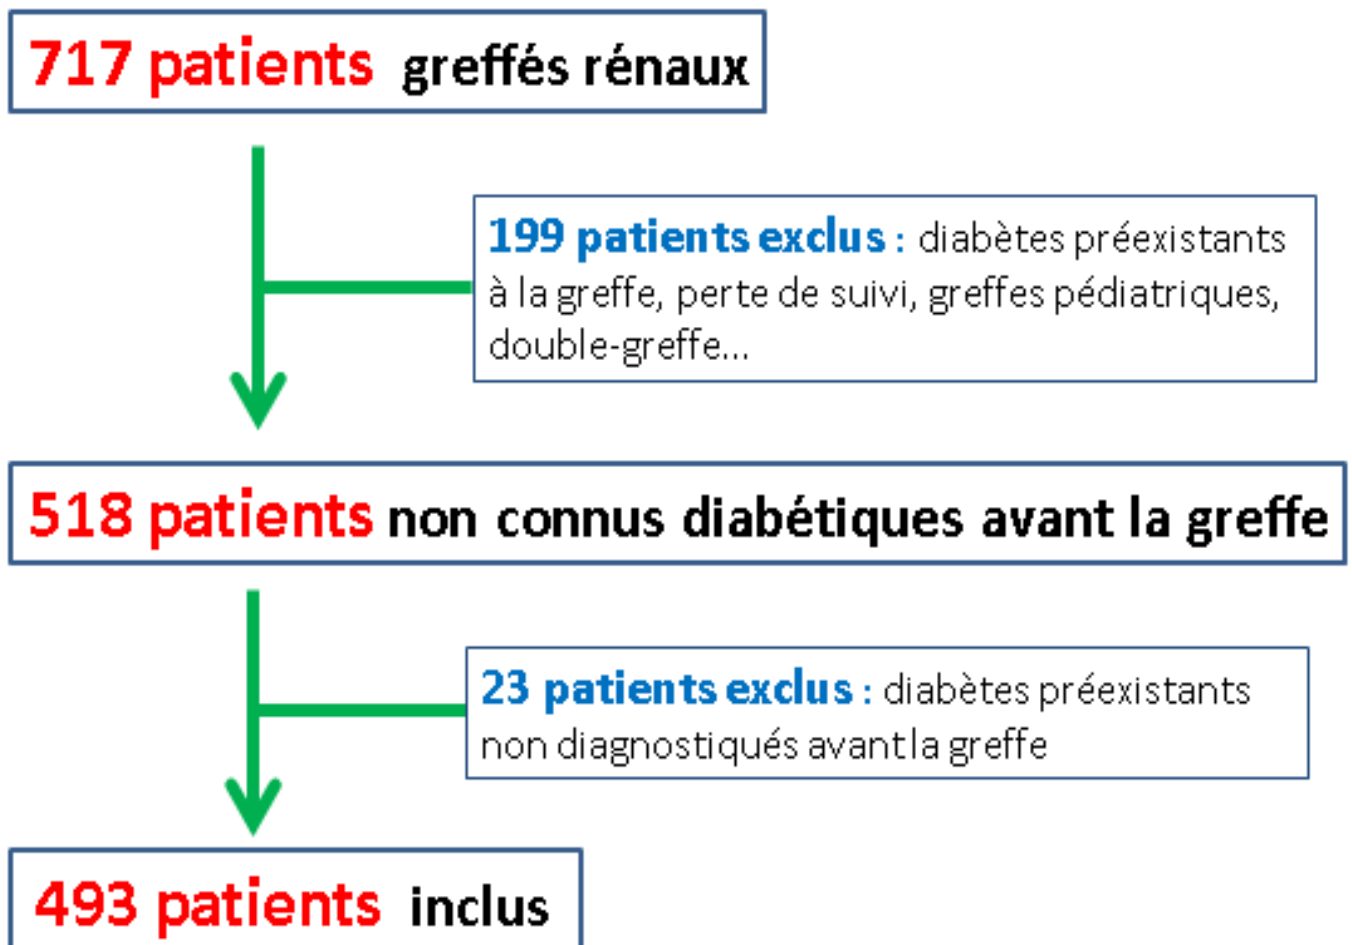 717 patients greffés rénaux
199 patients exclus : diabètes préexistants
à la greffe, perte de suivi, greffes pédiatriques,
double-greffe...
518 patients non connus diabétiques avant la greffe
23 patients exclus : diabètes préexistants
non diagnostiqués avant la greffe
493 patients inclus